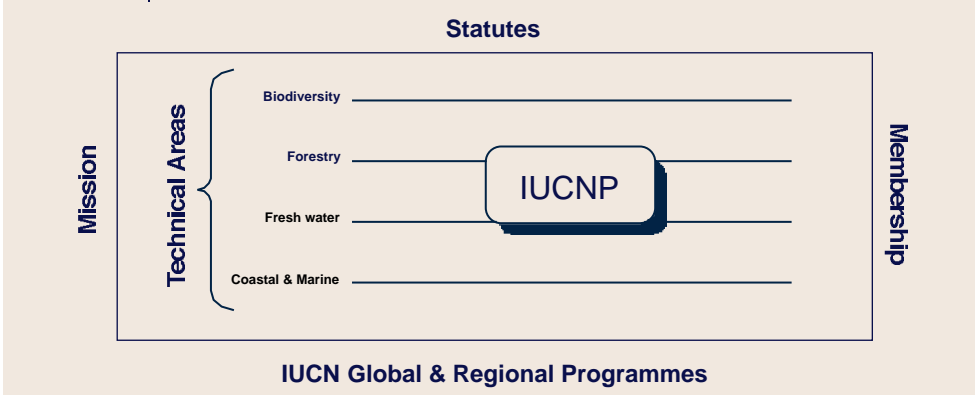 Statutes
Mission
Technical Areas
Biodiversity
Forestry
Fresh water
Coastal & Marine
IUCNP
Membership
IUCN Global & Regional Programmes